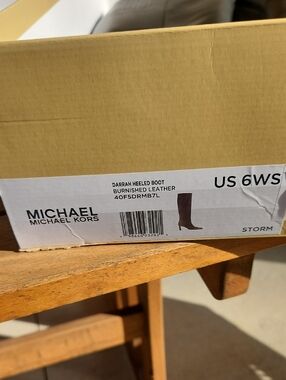 DARRAH HEELED BOOT
BURNISHED LEATHER
40F5DRMB7L
US 6WS
MICHAEL
MICHAEL KORS
STORM